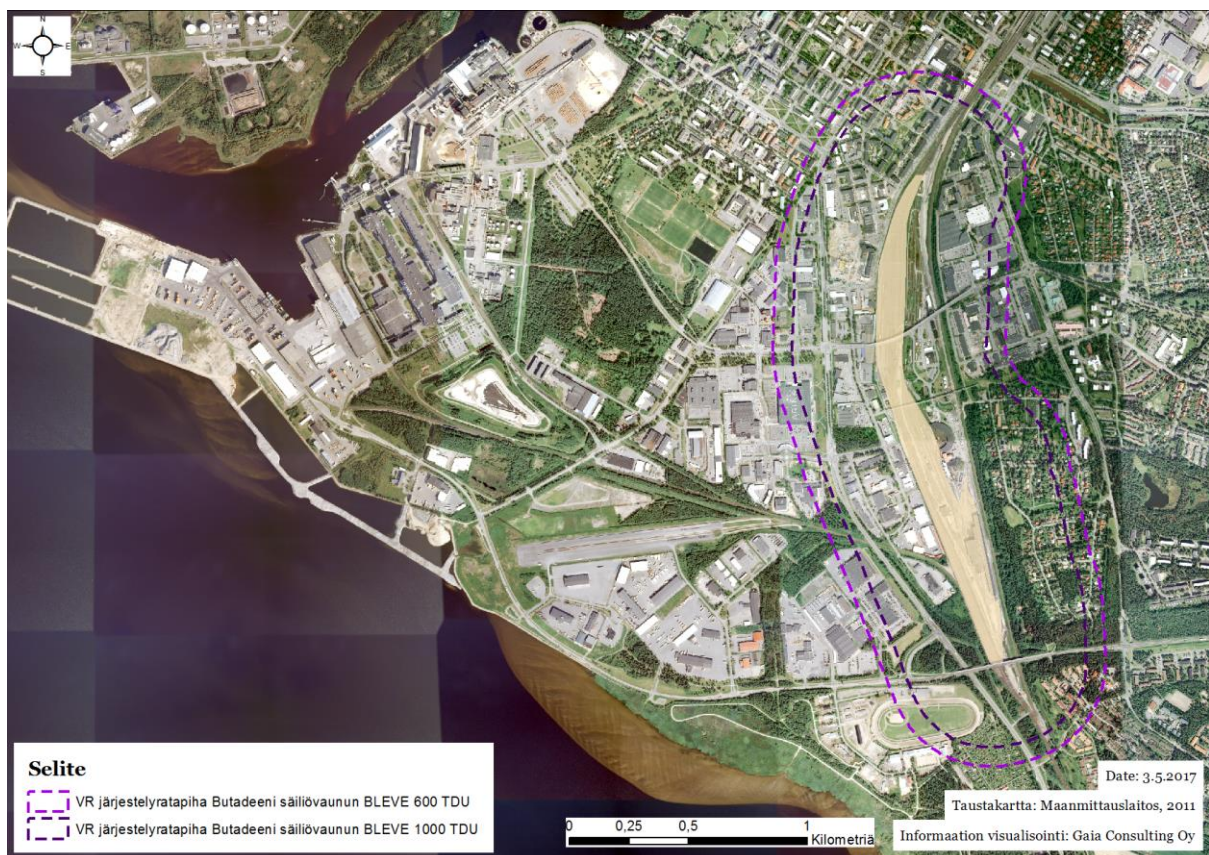 N
W E
S
Selite
VR järjestelyratapiha Butadeeni säiliövaunun BLEVE 600 TDU
VR järjestelyratapiha Butadeeni säiliövaunun BLEVE 1000 TDU
0 0,25 0,5 1
Kilometriä
Date: 3.5.2017
Taustakartta: Maanmittauslaitos, 2011
Informaation visualisointi: Gaia Consulting Oy